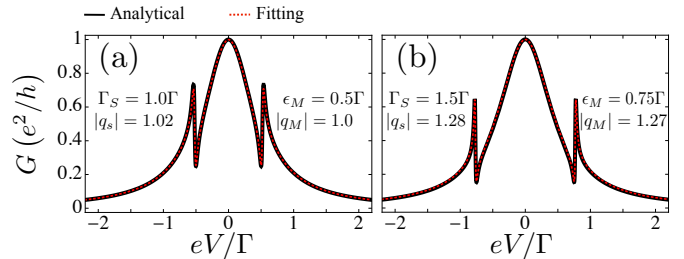 Analytical Fitting
(a) (b)
Γ_S = 1.0Γ ϵ_M = 0.5Γ Γ_S = 1.5Γ ϵ_M = 0.75Γ
|q_s| = 1.02 |q_M| = 1.0 |q_s| = 1.28 |q_M| = 1.27
G (e²/h)
1
0.8
0.6
0.4
0.2
0
−2 −1 0 1 2 −2 −1 0 1 2
eV/Γ eV/Γ